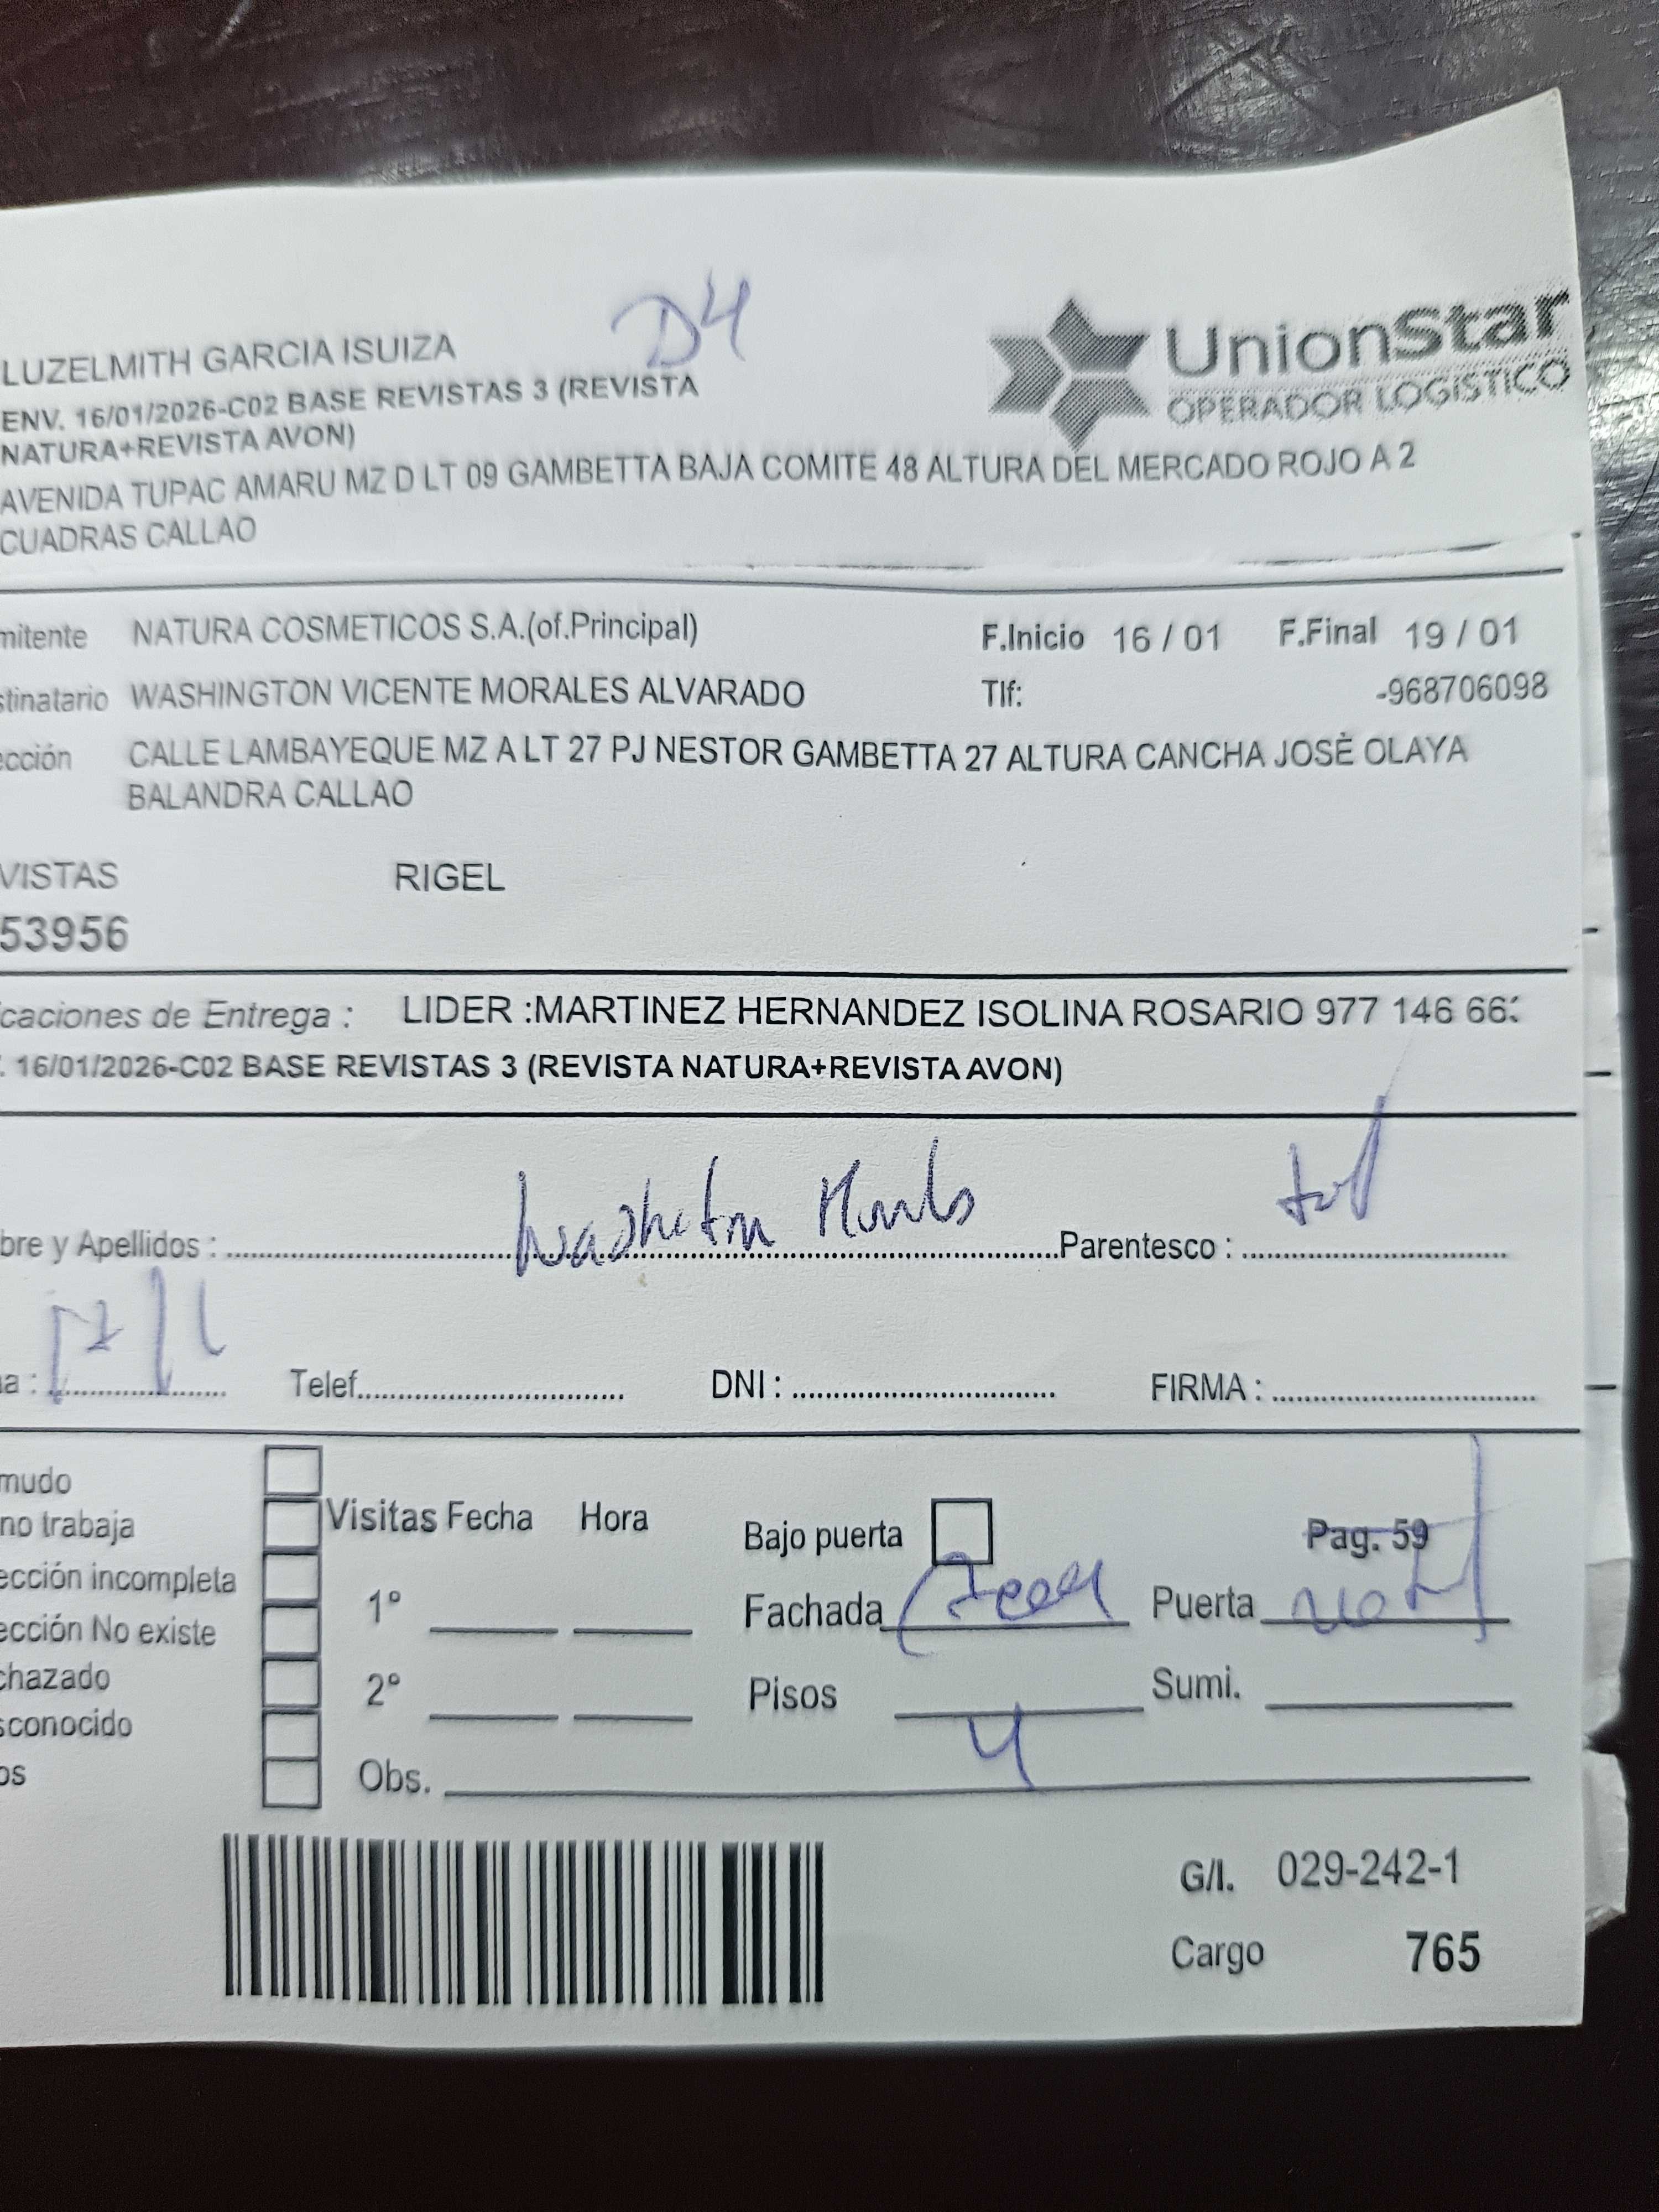 D4
LUZELMITH GARCIA ISUIZA
ENV. 16/01/2026-C02 BASE REVISTAS 3 (REVISTA
NATURA+REVISTA AVON)
UnionStar
OPERADOR LOGÍSTICO
AVENIDA TUPAC AMARU MZ D LT 09 GAMBETTA BAJA COMITE 48 ALTURA DEL MERCADO ROJO A 2
CUADRAS CALLAO
mitente NATURA COSMETICOS S.A.(of.Principal) F.Inicio 16 / 01 F.Final 19 / 01
stinatario WASHINGTON VICENTE MORALES ALVARADO Tlf: -968706098
ección CALLE LAMBAYEQUE MZ A LT 27 PJ NESTOR GAMBETTA 27 ALTURA CANCHA JOSÈ OLAYA
BALANDRA CALLAO
VISTAS RIGEL
53956
caciones de Entrega : LIDER :MARTINEZ HERNANDEZ ISOLINA ROSARIO 977 146 66
. 16/01/2026-C02 BASE REVISTAS 3 (REVISTA NATURA+REVISTA AVON)
bre y Apellidos : Parentesco :
a : Telef. DNI : FIRMA :
mudo
no trabaja Visitas Fecha Hora Bajo puerta Pag. 59
ección incompleta 1° Fachada Puerta
ección No existe
chazado 2° Pisos 4 Sumi.
sconocido
os Obs.
G/I. 029-242-1
Cargo 765